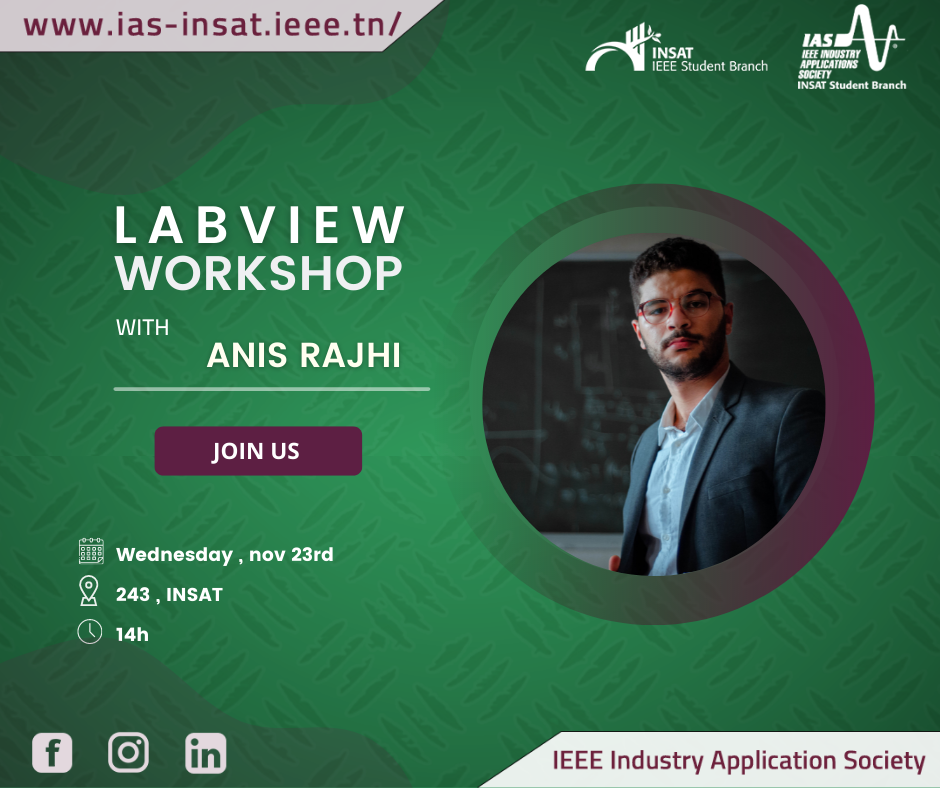 www.ias-insat.ieee.tn/
INSAT
IEEE Student Branch
IAS
IEEE INDUSTRY
APPLICATIONS
SOCIETY
INSAT Student Branch
LABVIEW
WORKSHOP
WITH
ANIS RAJHI
JOIN US
Wednesday , nov 23rd
243 , INSAT
14h
f
in
IEEE Industry Application Society